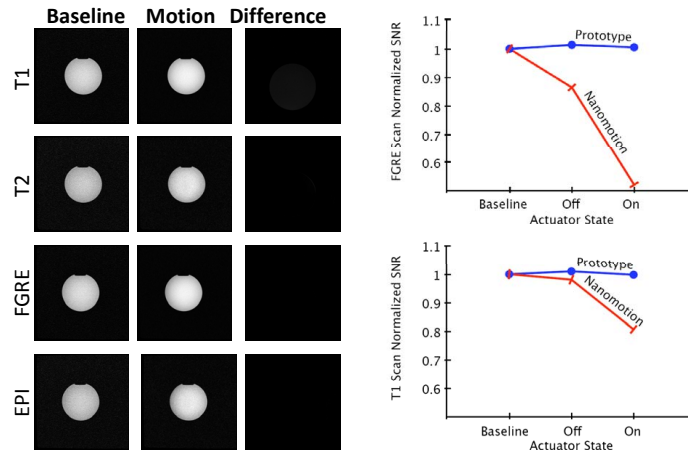 Baseline Motion Difference
T1
T2
FGRE
EPI
FGRE Scan Normalized SNR
1.1
1
0.9
0.8
0.7
0.6
Prototype
Nanomotion
Baseline Off On
Actuator State
T1 Scan Normalized SNR
1.1
1
0.9
0.8
0.7
0.6
Prototype
Nanomotion
Baseline Off On
Actuator State